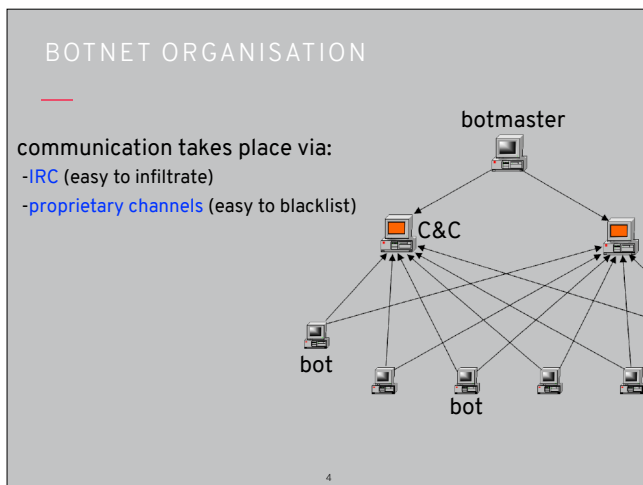 BOTNET ORGANISATION
communication takes place via:
-IRC (easy to infiltrate)
-proprietary channels (easy to blacklist)
botmaster
C&C
bot
bot
4